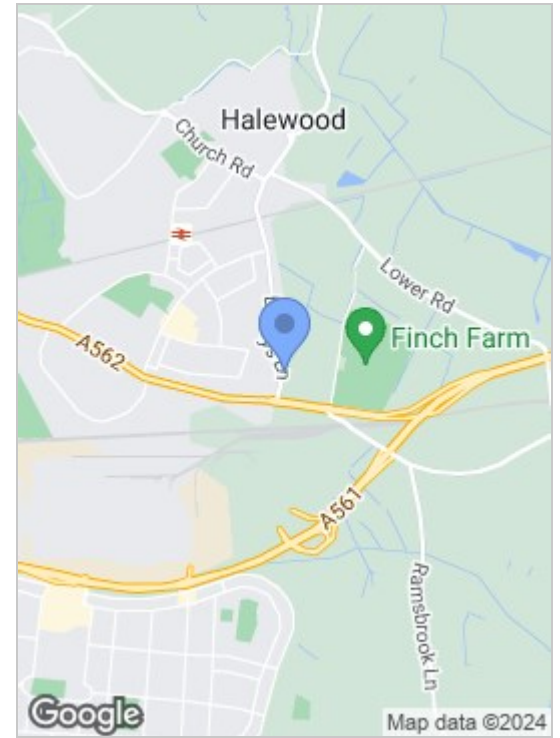 Halewood
Church Rd
Lower Rd
Finch Farm
A562
A561
Ramsbrook Ln
Google
Map data ©2024